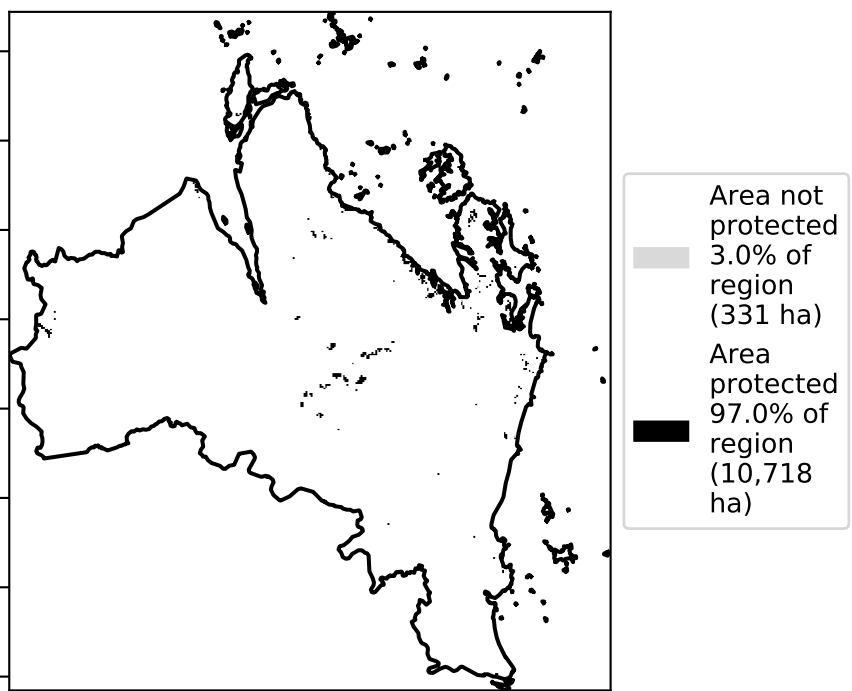 Area not
protected
3.0% of
region
(331 ha)
Area
protected
97.0% of
region
(10,718
ha)